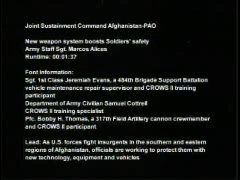 Joint Sustainment Command Afghanistan-PAO
New weapon system boosts Soldiers' safety
Army Staff Sgt. Marcos Alices
Runtime: 00:01:37
Font Information:
Sgt. 1st Class Jeremiah Evans, a 484th Brigade Support Battalion
vehicle maintenance repair supervisor and CROWS II training
participant
Department of Army Civilian Samuel Cottrell
CROWS II training specialist
Pfc. Bobby H. Thomas, a 317th Field Artillery cannon crewmember
and CROWS II participant
Lead: As U.S. forces fight insurgents in the southern and eastern
regions of Afghanistan, officials are working to protect them with
new technology, equipment and vehicles